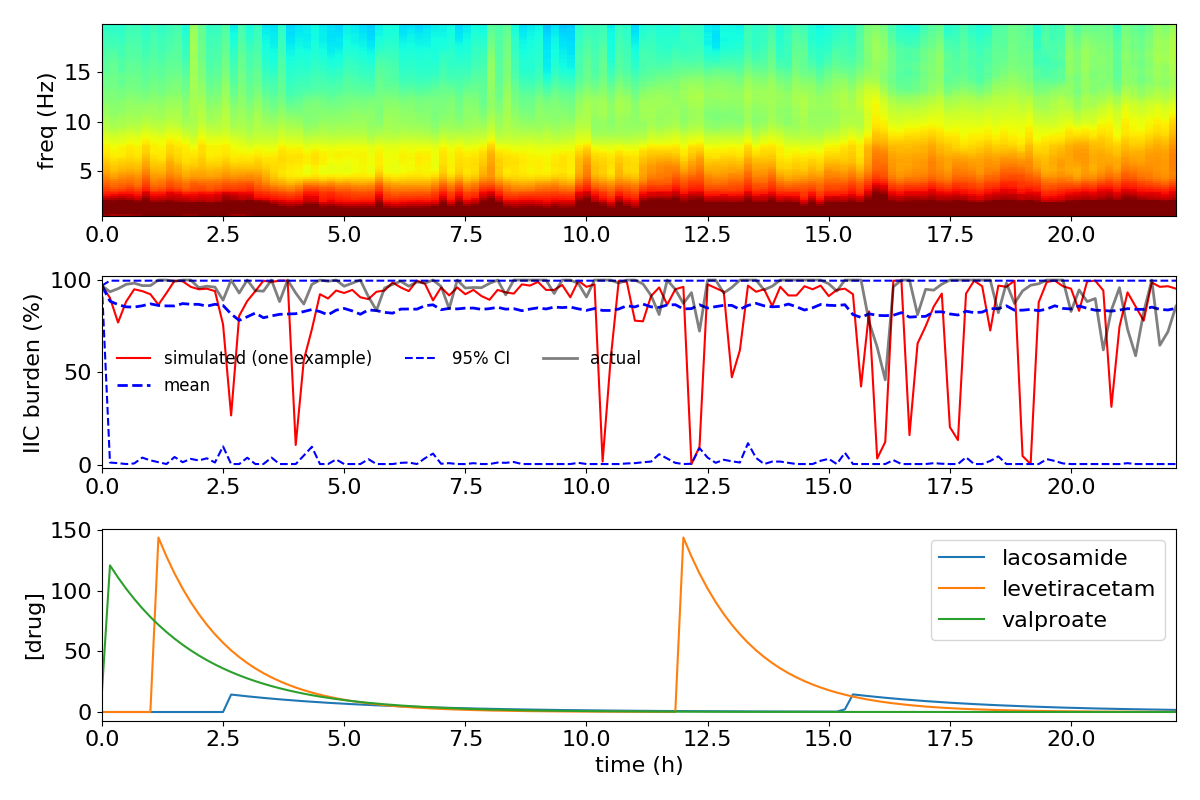 freq (Hz)
15
10
5
0.0 2.5 5.0 7.5 10.0 12.5 15.0 17.5 20.0
IIC burden (%)
100
50
0
simulated (one example) 95% CI actual
mean
0.0 2.5 5.0 7.5 10.0 12.5 15.0 17.5 20.0
[drug]
150
100
50
0
lacosamide
levetiracetam
valproate
0.0 2.5 5.0 7.5 10.0 12.5 15.0 17.5 20.0
time (h)